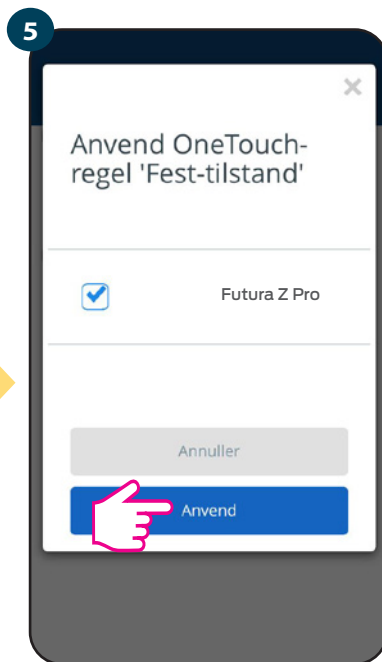 5
×
Anvend OneTouch-
regel 'Fest-tilstand'
Futura Z Pro
Annuller
Anvend